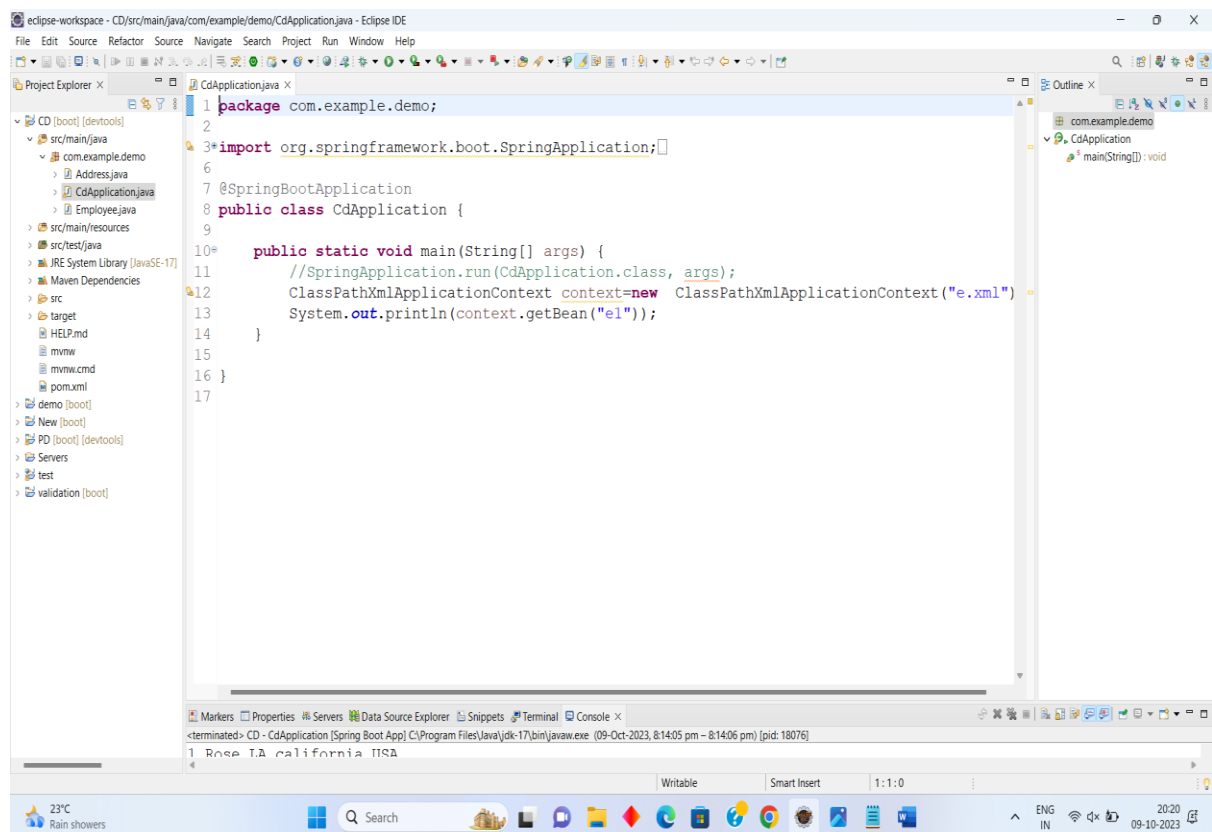 eclipse-workspace - CD/src/main/java/com/example/demo/CdApplication.java - Eclipse IDE
File Edit Source Refactor Source Navigate Search Project Run Window Help
Project Explorer
CD [boot] [devtools]
src/main/java
com.example.demo
Address.java
CdApplication.java
Employee.java
src/main/resources
src/test/java
JRE System Library [JavaSE-17]
Maven Dependencies
src
target
HELP.md
mvnw
mvnw.cmd
pom.xml
demo [boot]
New [boot]
PD [boot] [devtools]
Servers
test
validation [boot]
CdApplication.java
1 package com.example.demo;
2
3 import org.springframework.boot.SpringApplication;
6
7 @SpringBootApplication
8 public class CdApplication {
9
10 public static void main(String[] args) {
11 //SpringApplication.run(CdApplication.class, args);
12 ClassPathXmlApplicationContext context=new ClassPathXmlApplicationContext("e.xml")
13 System.out.println(context.getBean("e1"));
14 }
15
16 }
17
Outline
com.example.demo
CdApplication
main(String[]) : void
Markers Properties Servers Data Source Explorer Snippets Terminal Console
<terminated> CD - CdApplication [Spring Boot App] C:\Program Files\Java\jdk-17\bin\javaw.exe (09-Oct-2023, 8:14:05 pm – 8:14:06 pm) [pid: 18076]
1 Rose LA california USA
Writable Smart Insert 1:1:0
23°C
Rain showers
Search
ENG
IN
20:20
09-10-2023